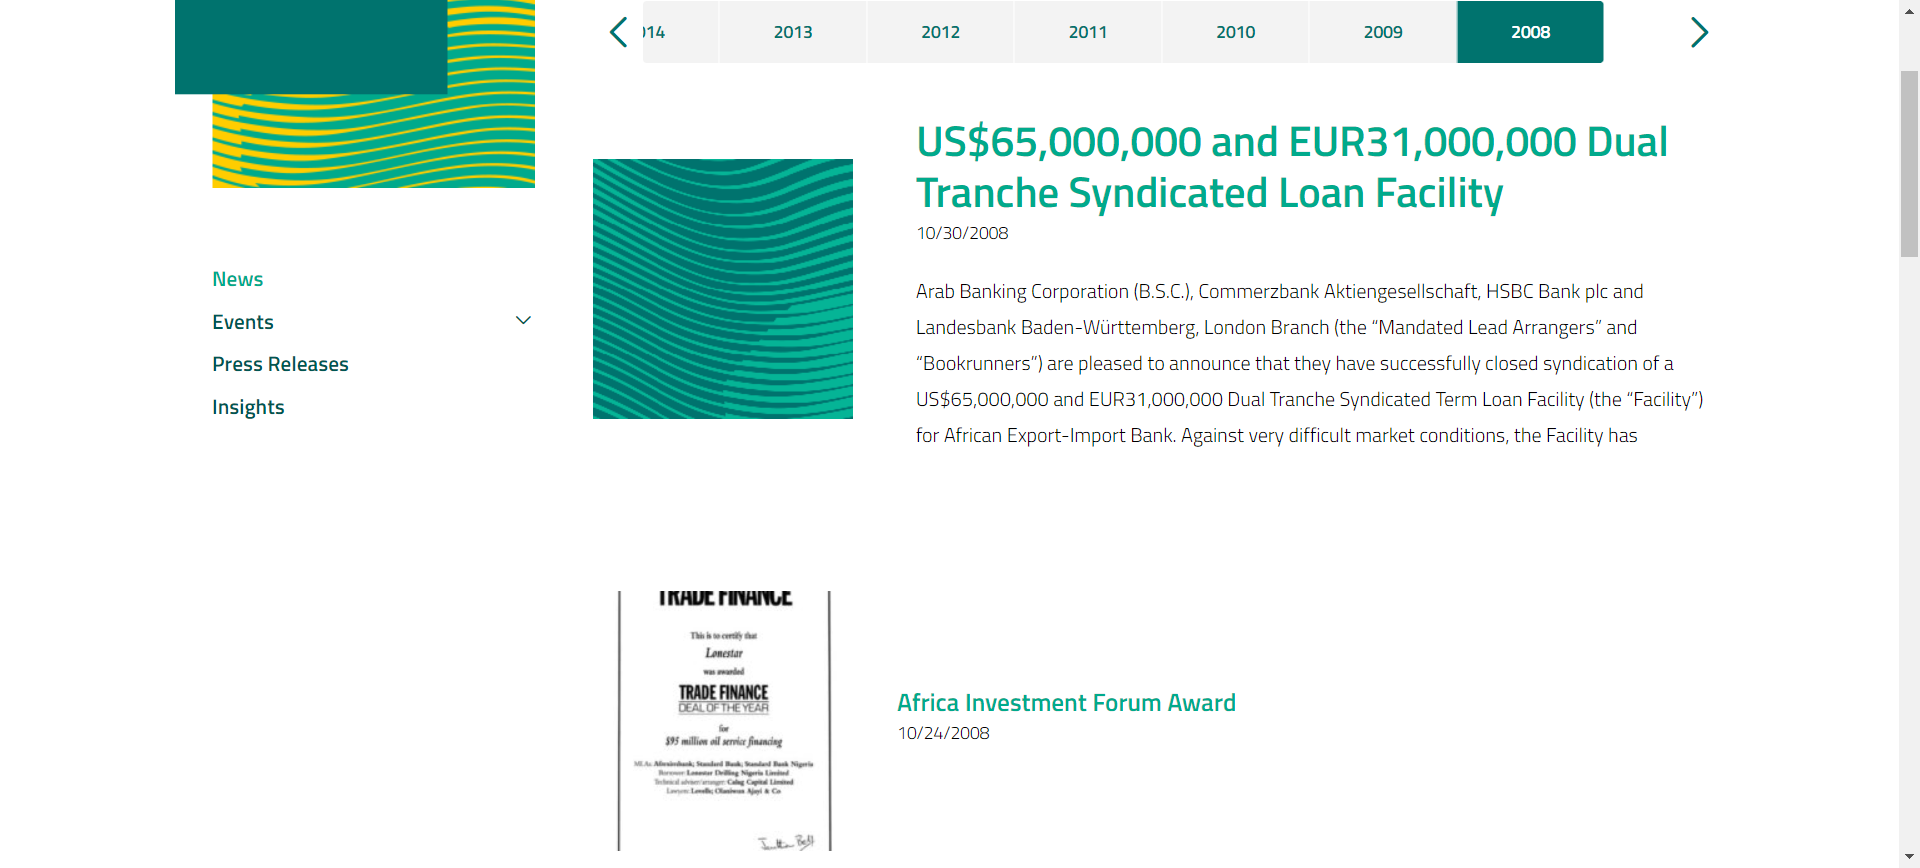 2013
2012
2011
2010
2009
2008
US$65,000,000 and EUR31,000,000 Dual
Tranche Syndicated Loan Facility
10/30/2008
Arab Banking Corporation (B.S.C.), Commerzbank Aktiengesellschaft, HSBC Bank plc and
Landesbank Baden-Württemberg, London Branch (the “Mandated Lead Arrangers” and
“Bookrunners”) are pleased to announce that they have successfully closed syndication of a
US$65,000,000 and EUR31,000,000 Dual Tranche Syndicated Term Loan Facility (the “Facility”)
for African Export-Import Bank. Against very difficult market conditions, the Facility has
News
Events
Press Releases
Insights
TRADE FINANCE
This is to certify that
Lonestar
was awarded
TRADE FINANCE
DEAL OF THE YEAR
for
$95 million oil service financing
Afreximbank; Standard Bank; Standard Bank Nigeria
Borrower: Lonestar Drilling Nigeria Limited
Technical adviser/arranger: Capital Limited
Lawyers: Lovells; Olaniwun Ajayi & Co
Africa Investment Forum Award
10/24/2008